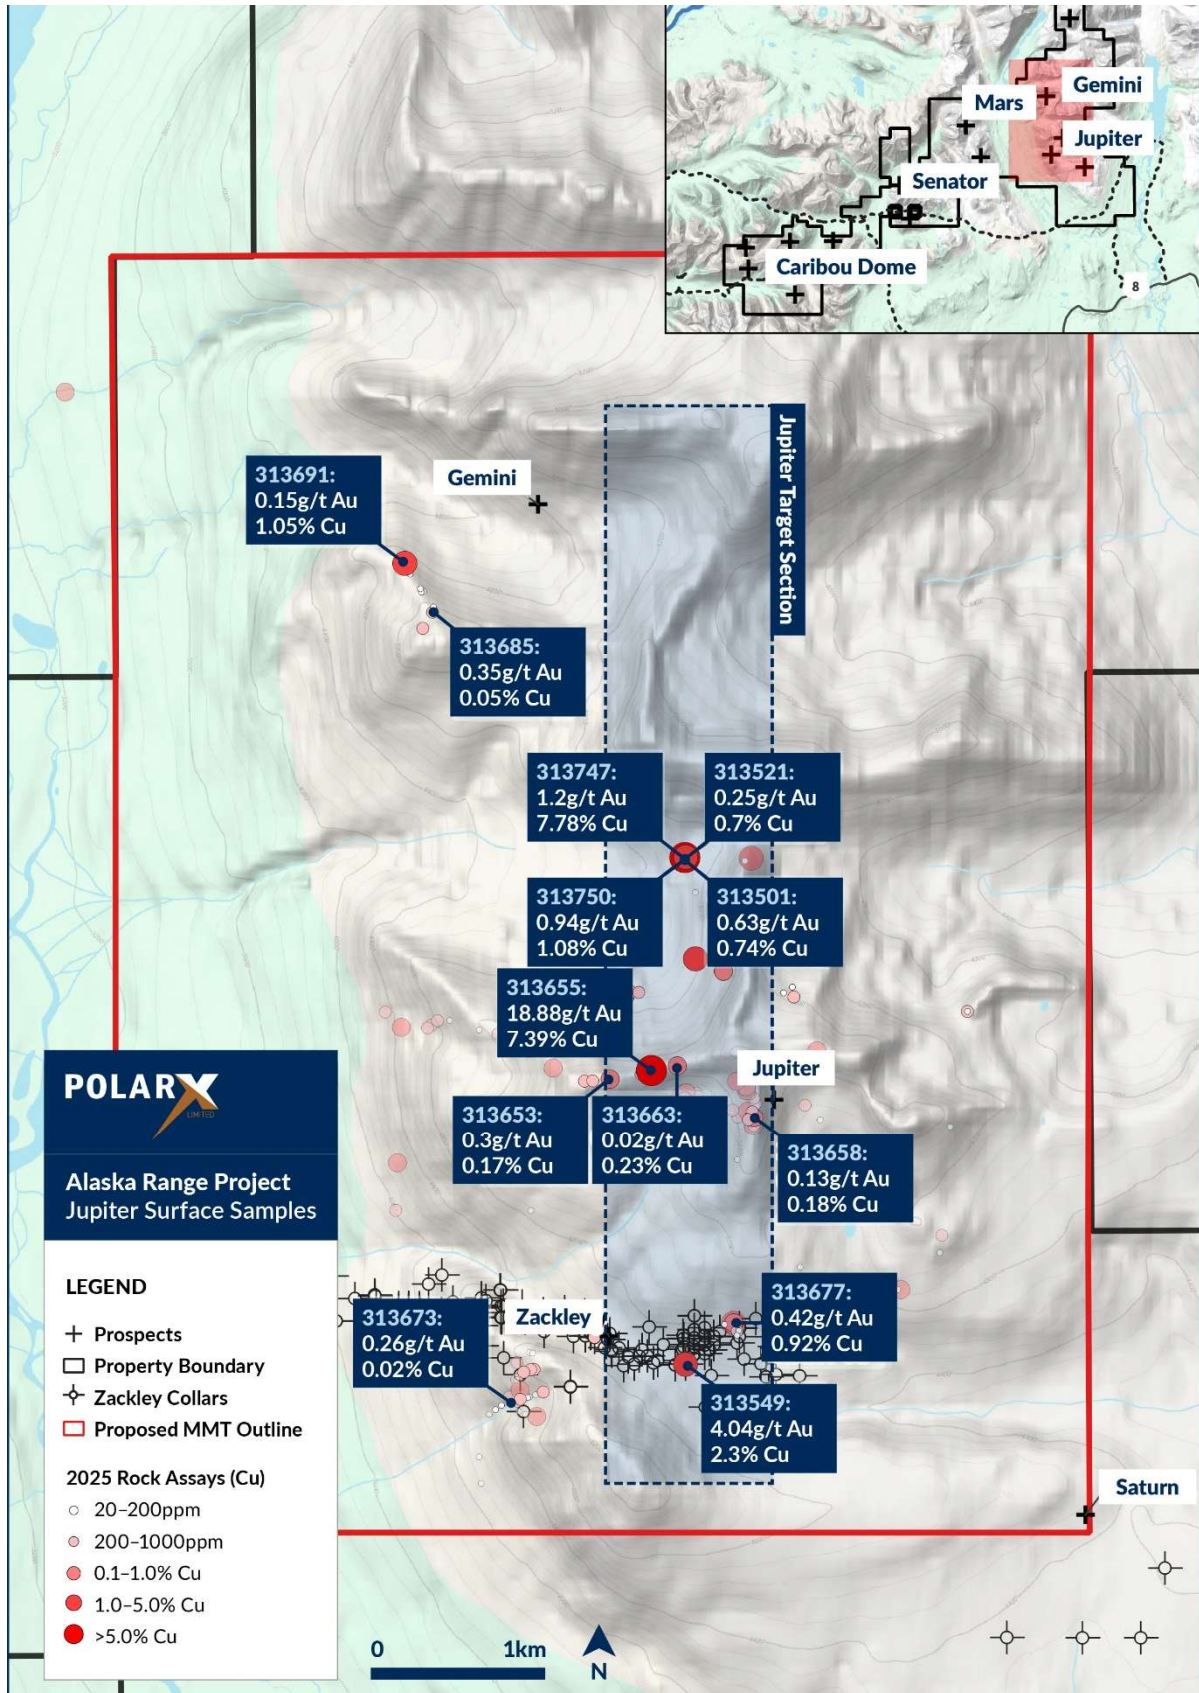 Gemini
Mars
Jupiter
Senator
Caribou Dome
8
Jupiter Target Section
313691:
0.15g/t Au
1.05% Cu
Gemini
313685:
0.35g/t Au
0.05% Cu
313747:
1.2g/t Au
7.78% Cu
313521:
0.25g/t Au
0.7% Cu
313750:
0.94g/t Au
1.08% Cu
313501:
0.63g/t Au
0.74% Cu
313655:
18.88g/t Au
7.39% Cu
Jupiter
313653:
0.3g/t Au
0.17% Cu
313663:
0.02g/t Au
0.23% Cu
313658:
0.13g/t Au
0.18% Cu
313673:
0.26g/t Au
0.02% Cu
Zackley
313677:
0.42g/t Au
0.92% Cu
313549:
4.04g/t Au
2.3% Cu
Saturn
POLARX
LIMITED
Alaska Range Project
Jupiter Surface Samples
LEGEND
Prospects
Property Boundary
Zackley Collars
Proposed MMT Outline
2025 Rock Assays (Cu)
20–200ppm
200–1000ppm
0.1–1.0% Cu
1.0–5.0% Cu
>5.0% Cu
0 1km
N